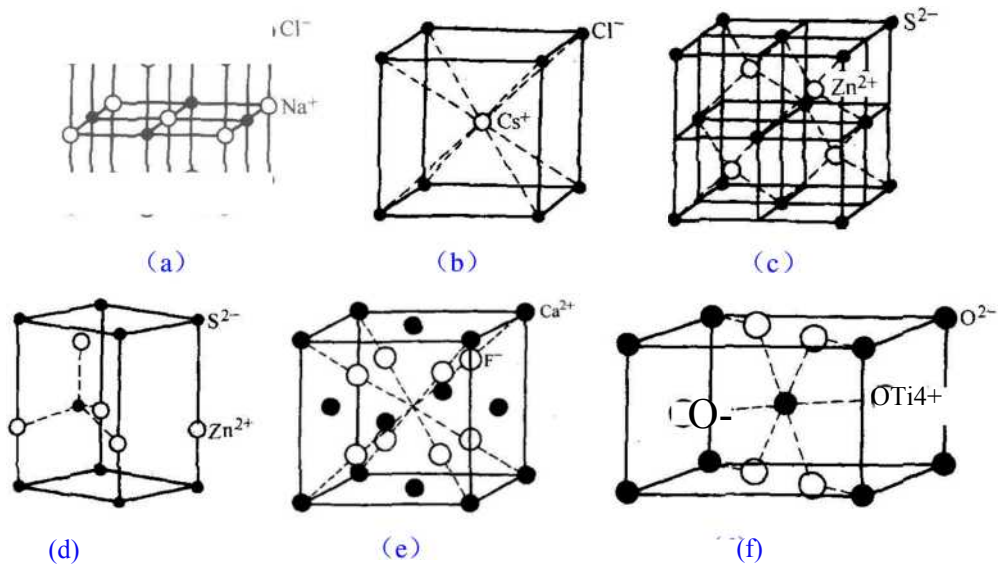 Cl⁻
Na⁺
(a)
Cl⁻
Cs⁺
(b)
S²⁻
Zn²⁺
(c)
S²⁻
Zn²⁺
(d)
Ca²⁺
F⁻
(e)
O²⁻
O-
OTi4+
(f)